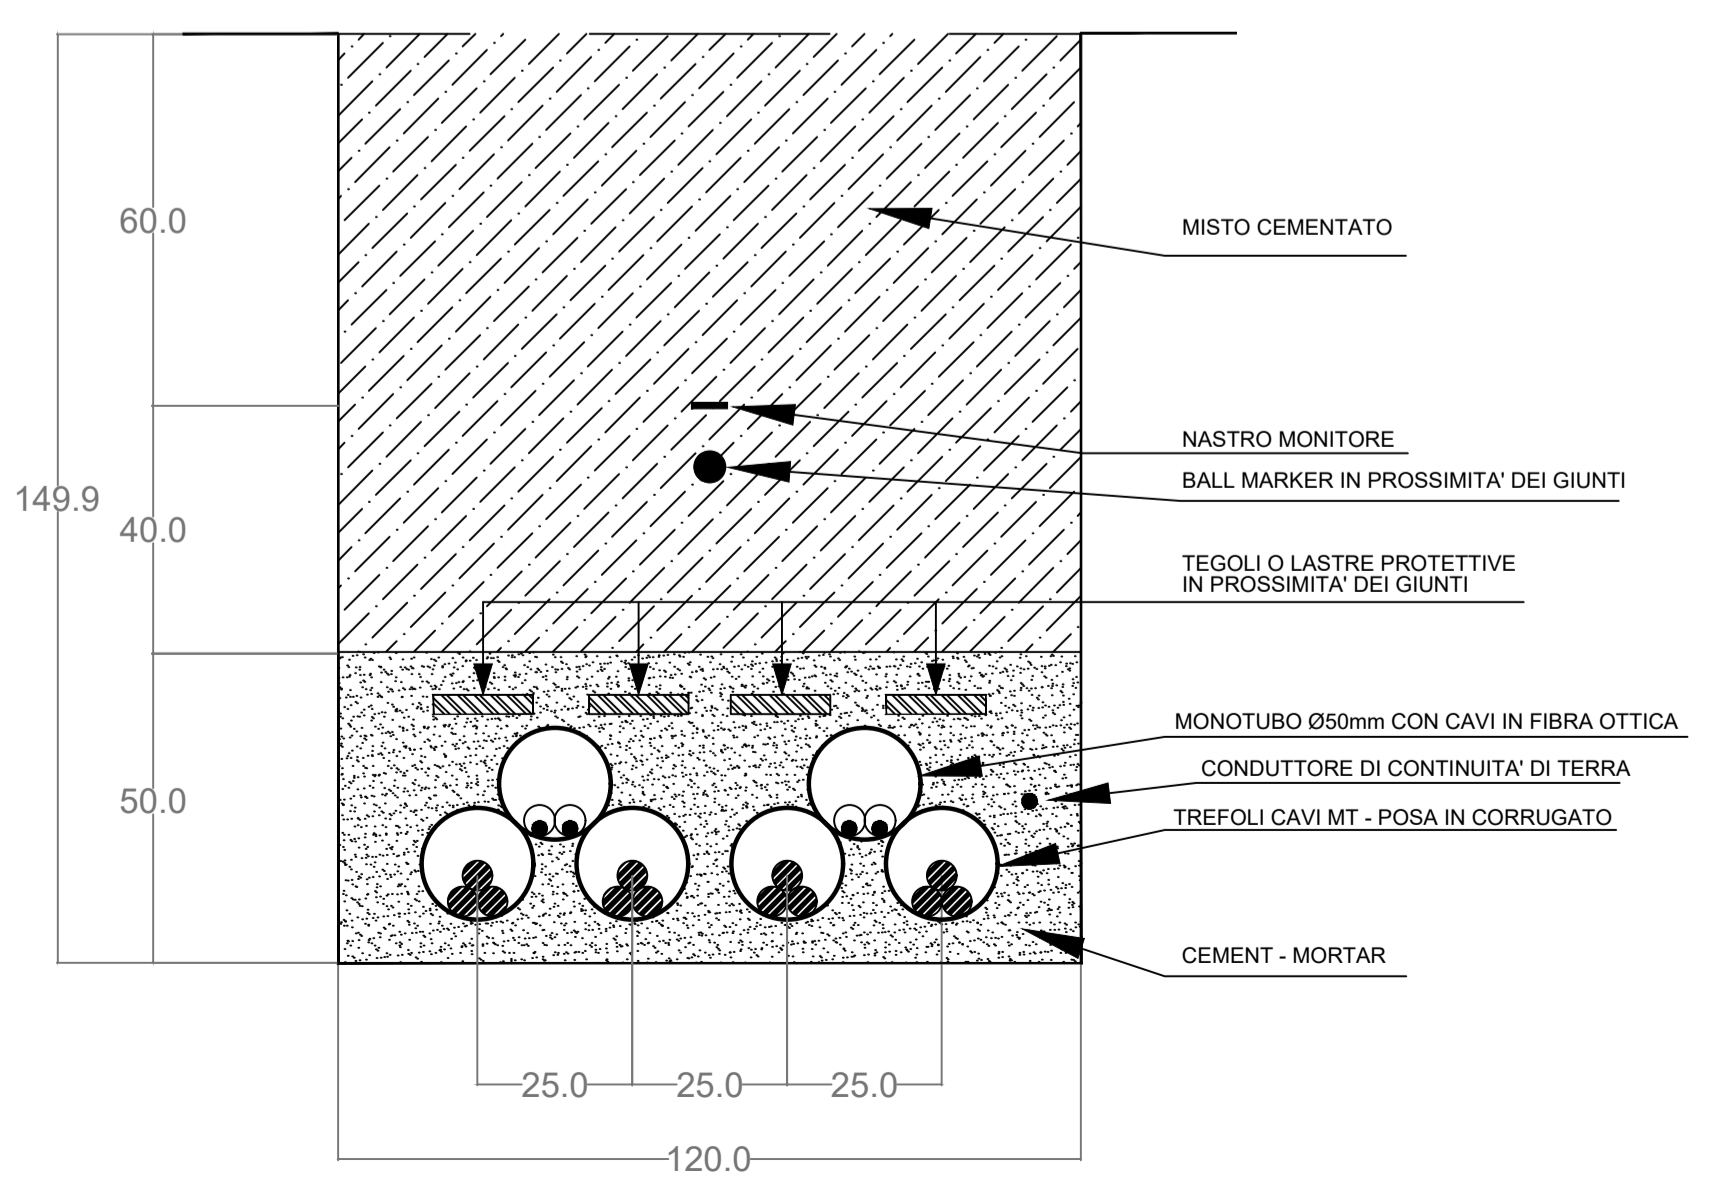 60.0
MISTO CEMENTATO
NASTRO MONITORE
BALL MARKER IN PROSSIMITA' DEI GIUNTI
149.9
40.0
TEGOLI O LASTRE PROTETTIVE
IN PROSSIMITA' DEI GIUNTI
MONOTUBO Ø50mm CON CAVI IN FIBRA OTTICA
CONDUTTORE DI CONTINUITA' DI TERRA
50.0
TREFOLI CAVI MT - POSA IN CORRUGATO
CEMENT - MORTAR
25.0 25.0 25.0
120.0